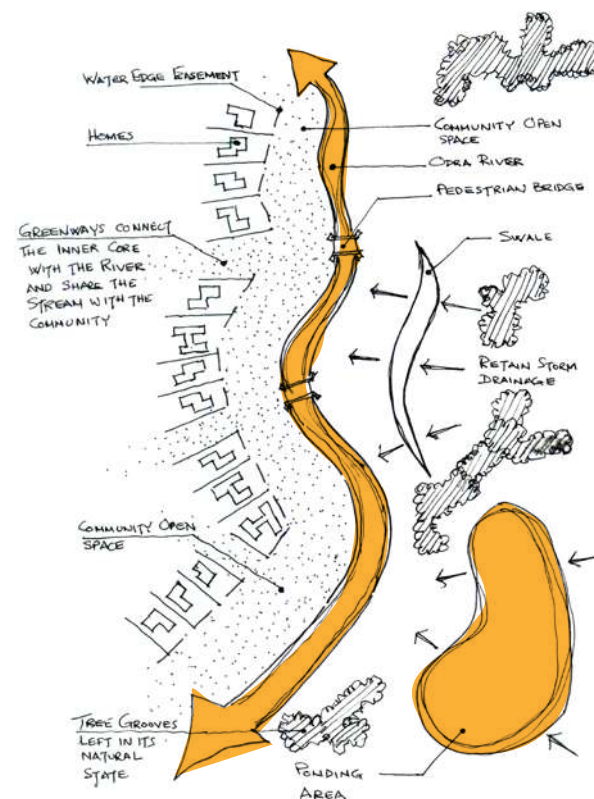 WATER EDGE EASEMENT
HOMES
COMMUNITY OPEN
SPACE
ODRA RIVER
PEDESTRIAN BRIDGE
SWALE
GREENWAYS CONNECT
THE INNER CORE
WITH THE RIVER
AND SHARE THE
STREAM WITH THE
COMMUNITY
RETAIN STORM
DRAINAGE
COMMUNITY OPEN
SPACE
TREE GROOVES
LEFT IN ITS
NATURAL
STATE
PONDING
AREA